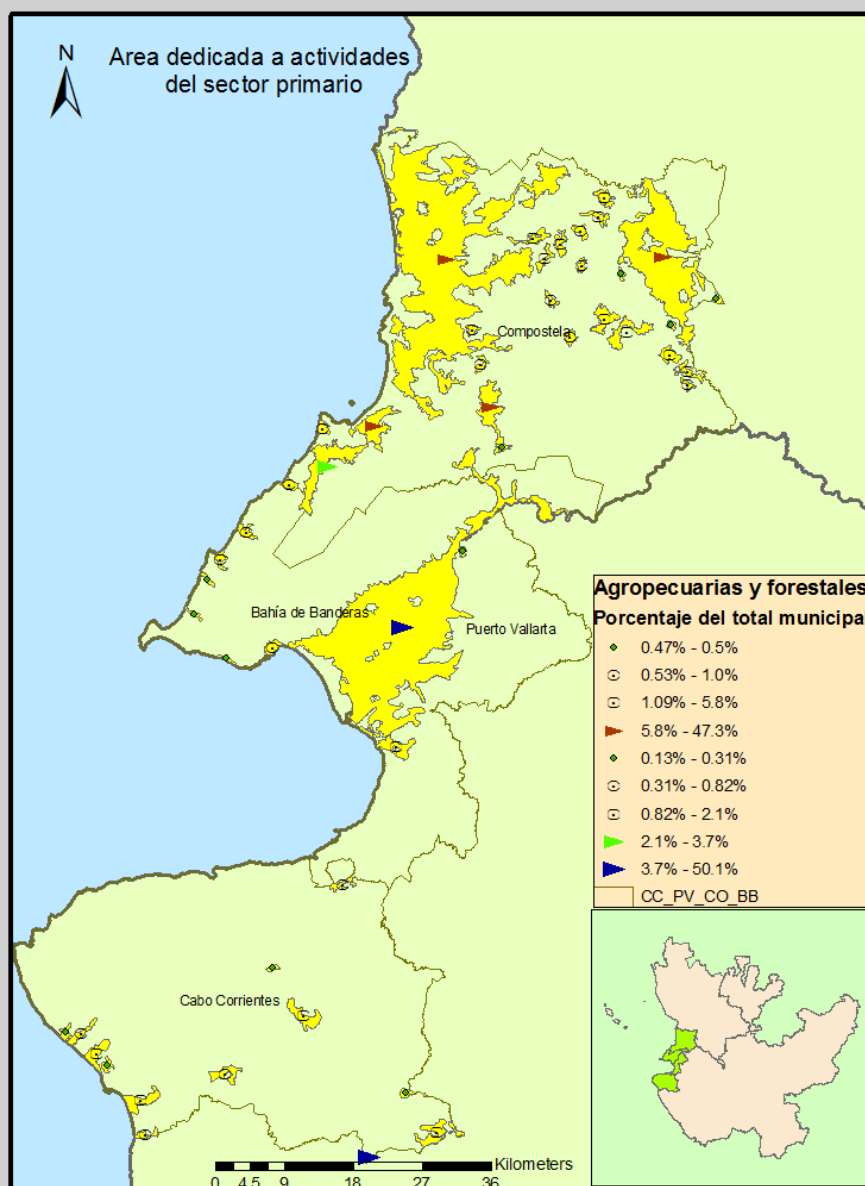 N
Area dedicada a actividades
del sector primario
Compostela
Bahía de Banderas
Puerto Vallarta
Cabo Corrientes
Agropecuarias y forestales
Porcentaje del total municipa
0.47% - 0.5%
0.53% - 1.0%
1.09% - 5.8%
5.8% - 47.3%
0.13% - 0.31%
0.31% - 0.82%
0.82% - 2.1%
2.1% - 3.7%
3.7% - 50.1%
CC_PV_CO_BB
Kilometers
0 4.5 9 18 27 36